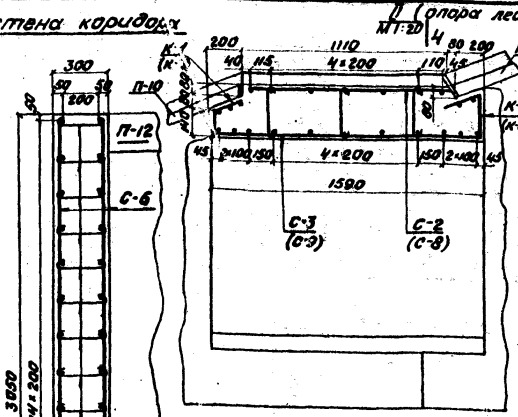 стена коридора
(опора лес
М 1:20
4
200
1110
80 200
К-1
(К-
40
115
4×200
110
45
300
П-10
80
50
200
50
50
П-12
К-
45
2×100
150
4×200
150
2×100
45
1590
С-6
С-3
(С-9)
С-2
(С-8)
3050